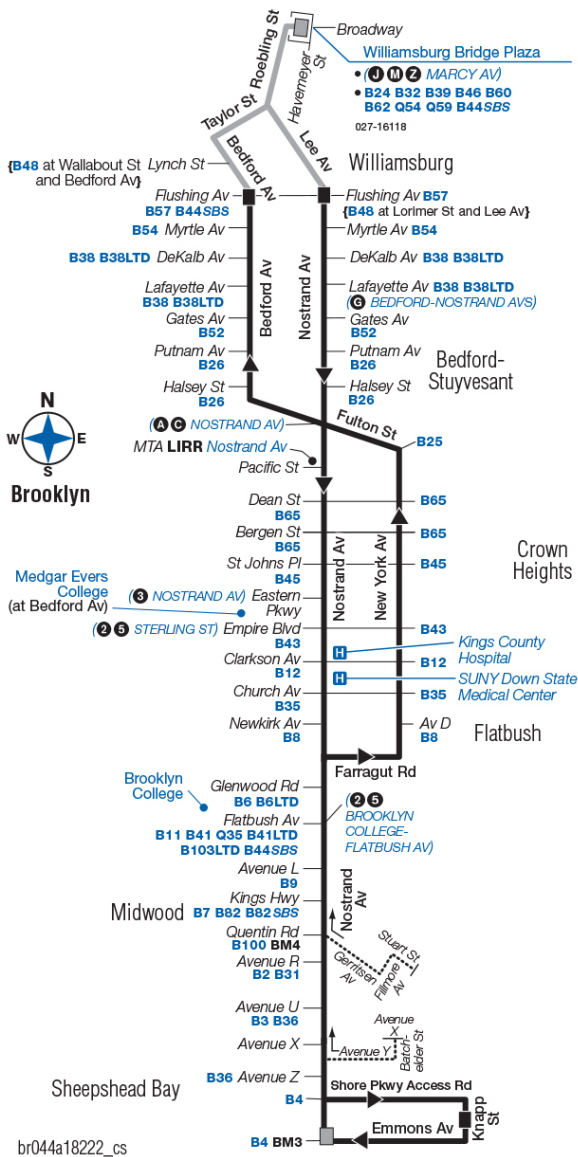 Roebling St
Broadway
Havemeyer St
Williamsburg Bridge Plaza
• (J M Z MARCY AV)
• B24 B32 B39 B46 B60
B62 Q54 Q59 B44SBS
027-16118
Taylor St
Bedford Av
Lee Av
Williamsburg
{B48 at Wallabout St
and Bedford Av}
Lynch St
Flushing Av
B57 B44SBS
Flushing Av B57
{B48 at Lorimer St and Lee Av}
B54 Myrtle Av
Myrtle Av B54
B38 B38LTD DeKalb Av
DeKalb Av B38 B38LTD
Bedford Av
Nostrand Av
Lafayette Av
B38 B38LTD
Lafayette Av B38 B38LTD
(G BEDFORD-NOSTRAND AVS)
Gates Av
B52
Gates Av
B52
Putnam Av
B26
Putnam Av
B26
Bedford-
Stuyvesant
Halsey St
B26
Halsey St
B26
N
W E
S
Brooklyn
(A C NOSTRAND AV)
Fulton St
B25
MTA LIRR Nostrand Av
Pacific St
Dean St
B65
B65
Bergen St
B65
B65
St Johns Pl
B45
B45
Nostrand Av
New York Av
Crown
Heights
Medgar Evers
College
(at Bedford Av)
(3 NOSTRAND AV) Eastern
Pkwy
(2 5 STERLING ST) Empire Blvd
B43
B43
H
Kings County
Hospital
Clarkson Av
B12
B12
H
SUNY Down State
Medical Center
Church Av
B35
B35
Newkirk Av
B8
Av D
B8
Flatbush
Farragut Rd
Glenwood Rd
B6 B6LTD
Brooklyn
College
Flatbush Av
B11 B41 Q35 B41LTD
B103LTD B44SBS
(2 5
BROOKLYN
COLLEGE-
FLATBUSH AV)
Avenue L
B9
Kings Hwy
B7 B82 B82SBS
Midwood
Nostrand
Av
Quentin Rd
B100 BM4
Stuart St
Gerritsen
Av
Fillmore
Av
Avenue R
B2 B31
Avenue U
B3 B36
Avenue X
Avenue
X
Avenue Y
Batch-
elder St
B36 Avenue Z
Sheepshead Bay
Shore Pkwy Access Rd
B4
Knapp
St
Emmons Av
B4 BM3
br044a18222_cs